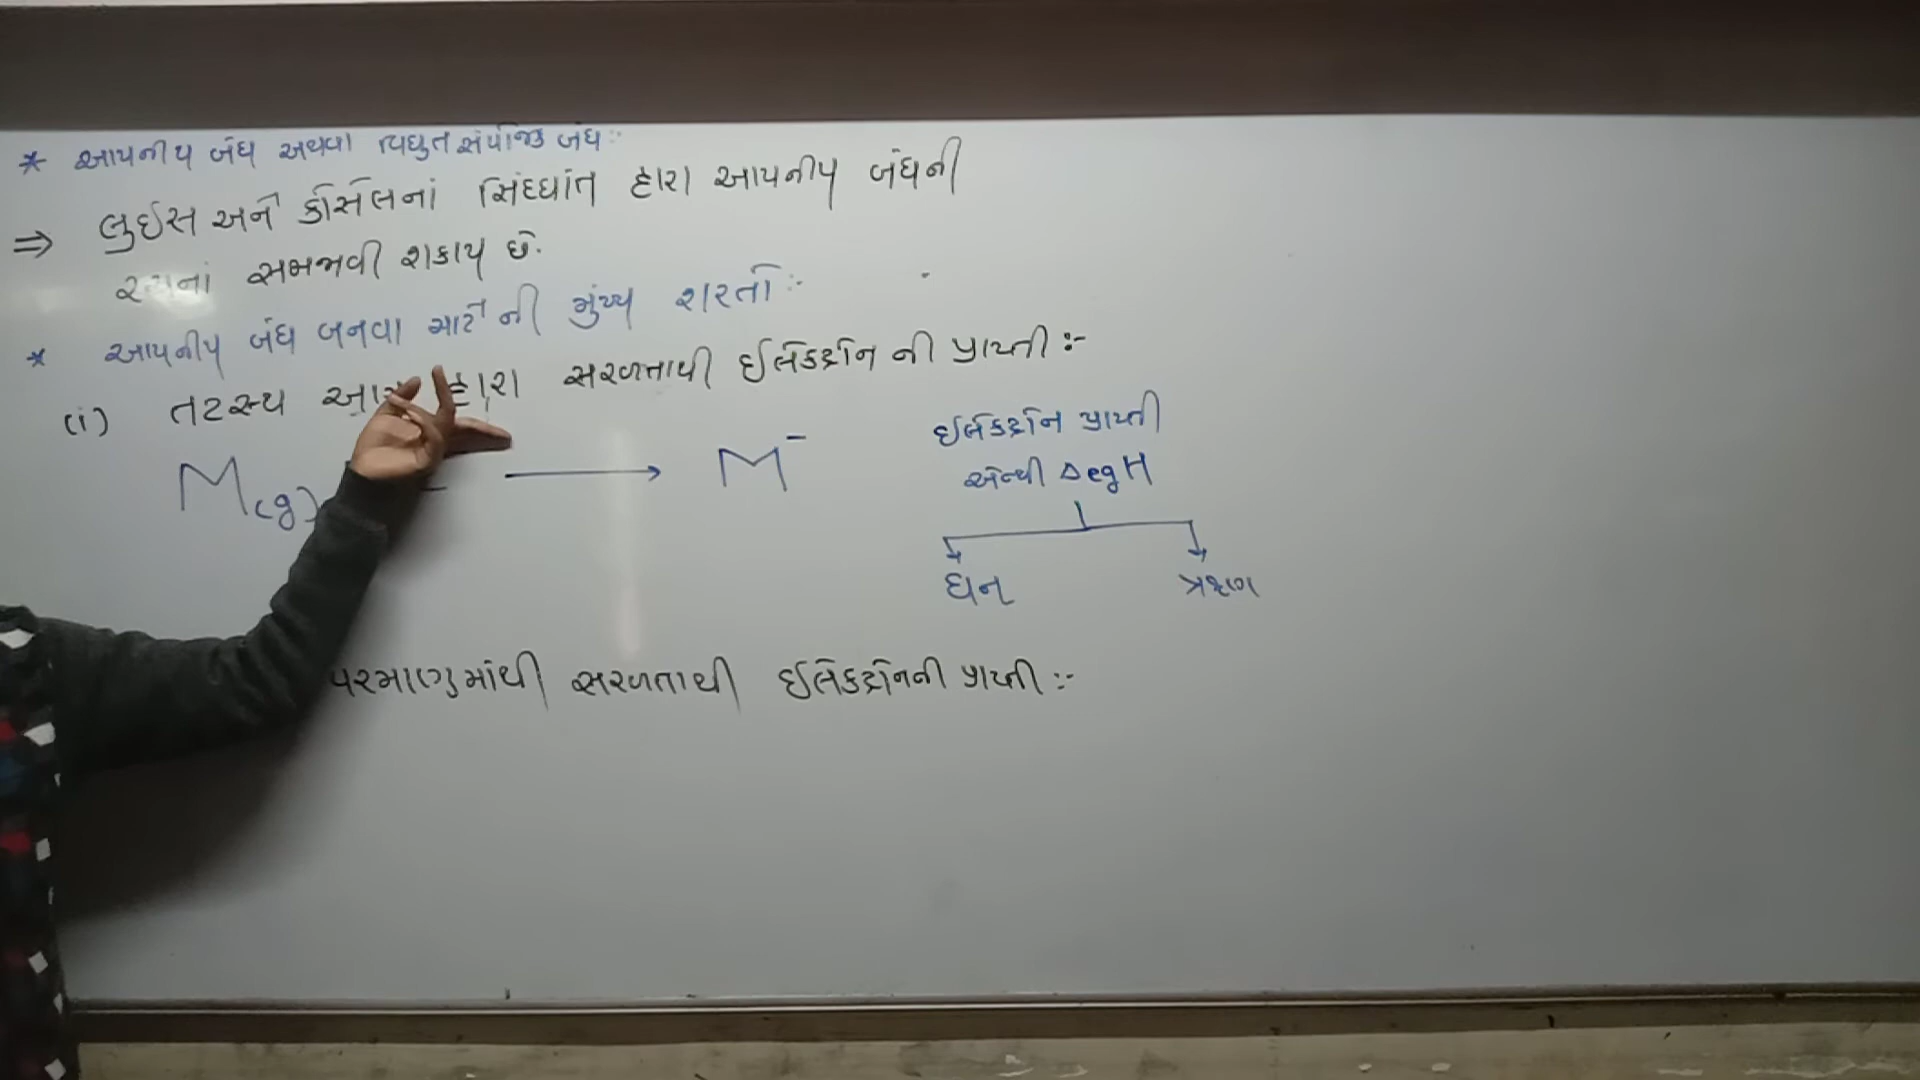 * આયનીય બંધ અથવા વિધુત સંયોજક બંધ :-
⇒ લુઈસ અને કોસેલનાં સિધ્ધાંત દ્વારા આયનીય બંધની
રચનાં સમજાવી શકાય છે.
* આયનીય બંધ બનવા માટે ની મુખ્ય શરતો :-
(i) તટસ્થ દ્વારા સરળતાથી ઈલેક્ટ્રોન ની પ્રાપ્તી :-
M(g) → M⁻
ઈલેક્ટ્રોન પ્રાપ્તી
એન્થી ΔegH
ધન ઋણ
પરમાણુમાંથી સરળતાથી ઈલેક્ટ્રોનની પ્રાપ્તી :-